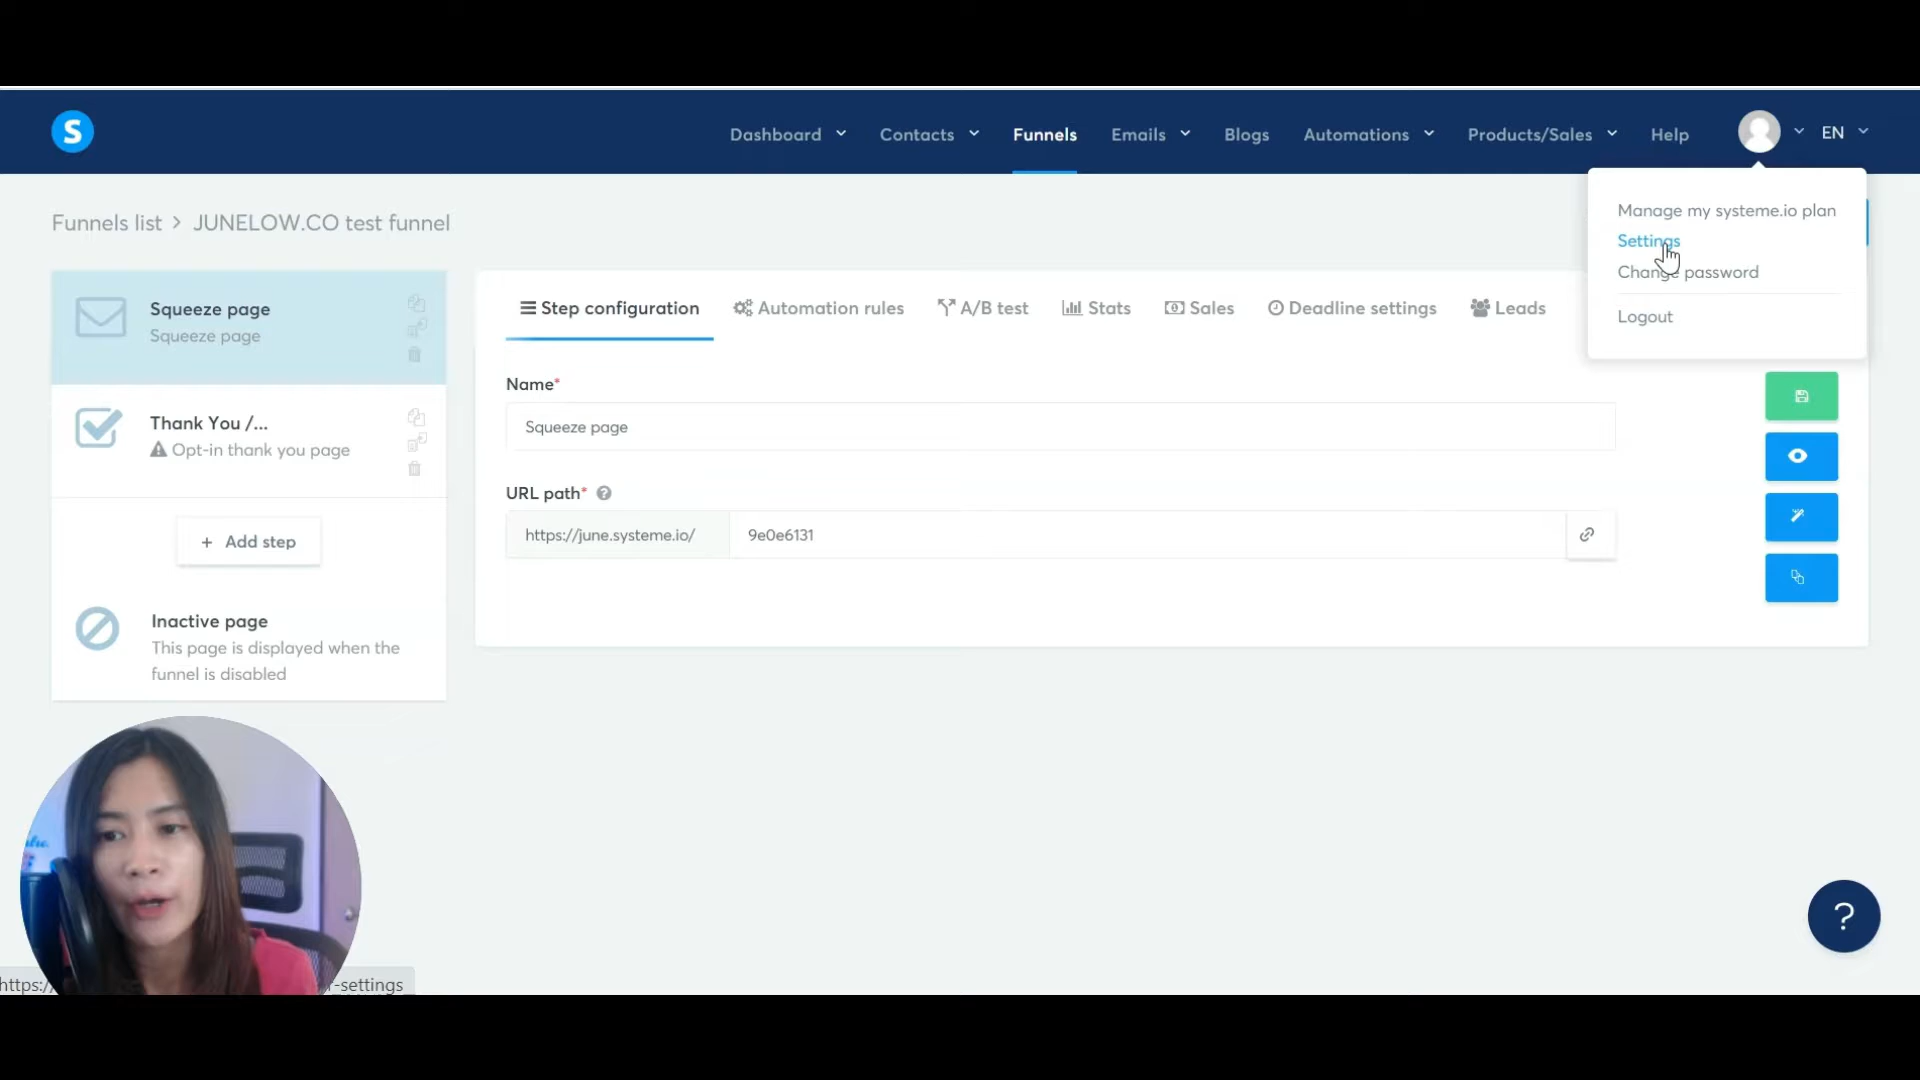 S
Dashboard
Contacts
Funnels
Emails
Blogs
Automations
Products/Sales
Help
EN
Manage my systeme.io plan
Settings
Change password
Logout
Funnels list > JUNELOW.CO test funnel
Squeeze page
Squeeze page
Thank You /...
Opt-in thank you page
+ Add step
Inactive page
This page is displayed when the
funnel is disabled
Step configuration
Automation rules
A/B test
Stats
Sales
Deadline settings
Leads
Name*
Squeeze page
URL path* ?
https://june.systeme.io/
9e0e6131
?
https:/
-settings